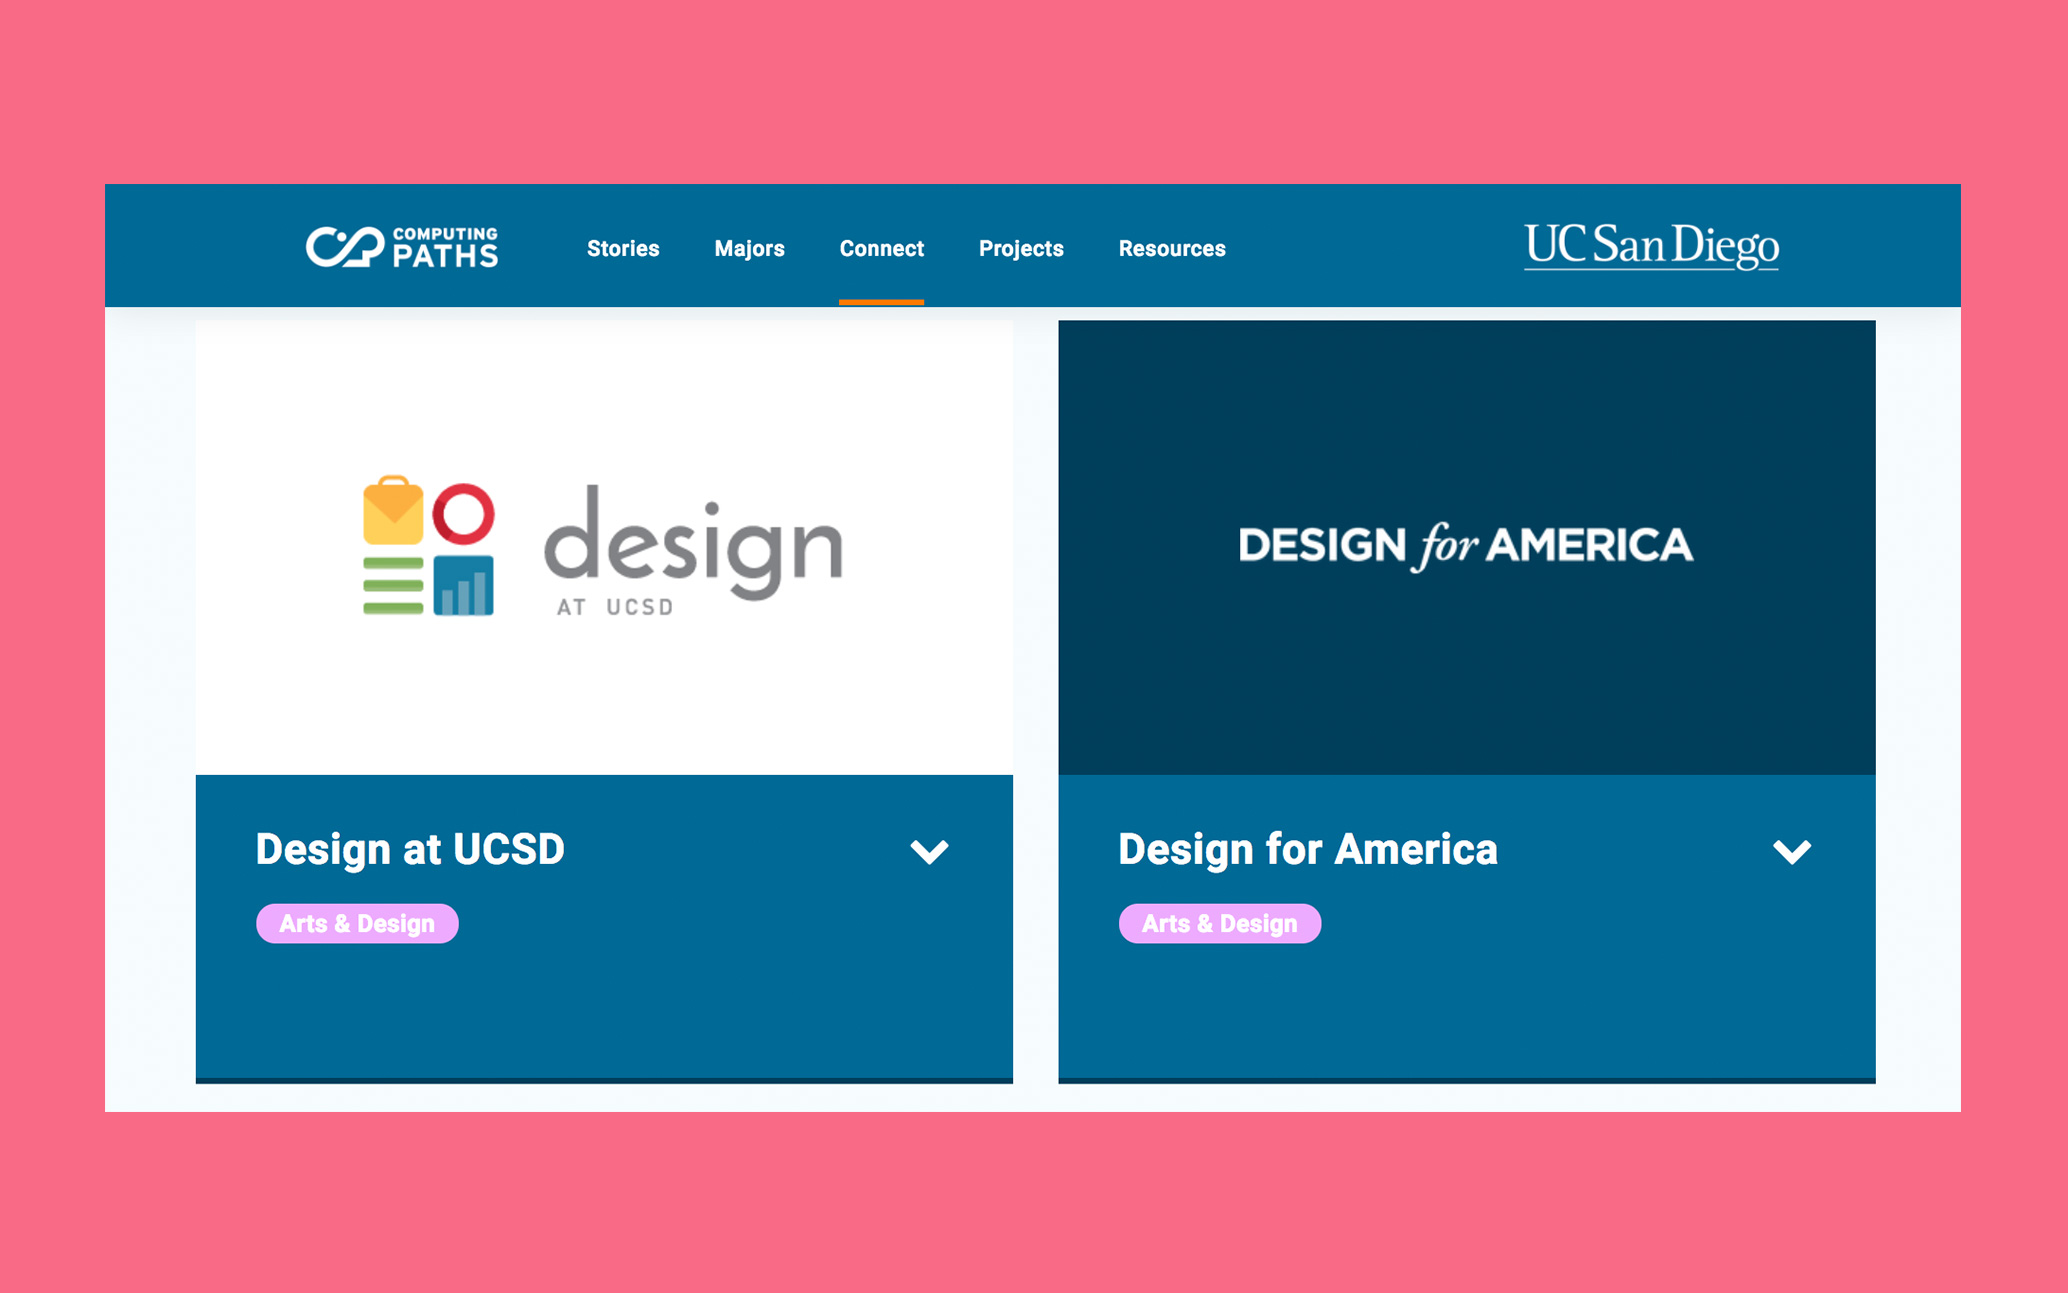 COMPUTING
PATHS
Stories
Majors
Connect
Projects
Resources
UC San Diego
design
AT UCSD
DESIGN for AMERICA
Design at UCSD
Arts & Design
Design for America
Arts & Design